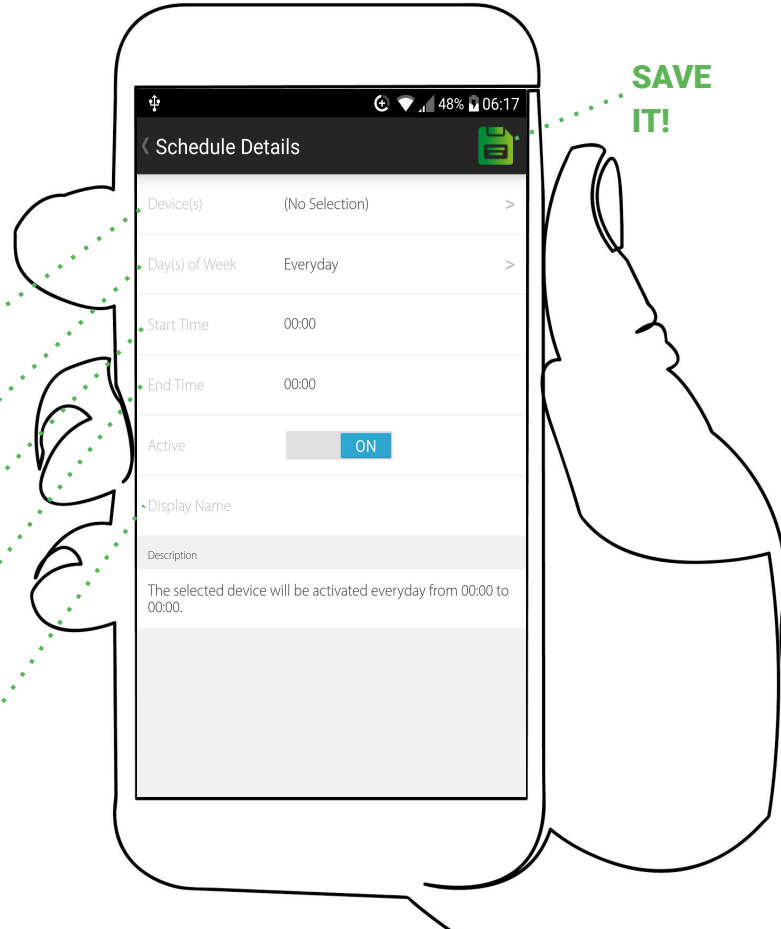 SAVE
IT!
48% 06:17
Schedule Details
Device(s) (No Selection) >
Day(s) of Week Everyday >
Start Time 00:00
End Time 00:00
Active ON
Display Name
Description
The selected device will be activated everyday from 00:00 to
00:00.